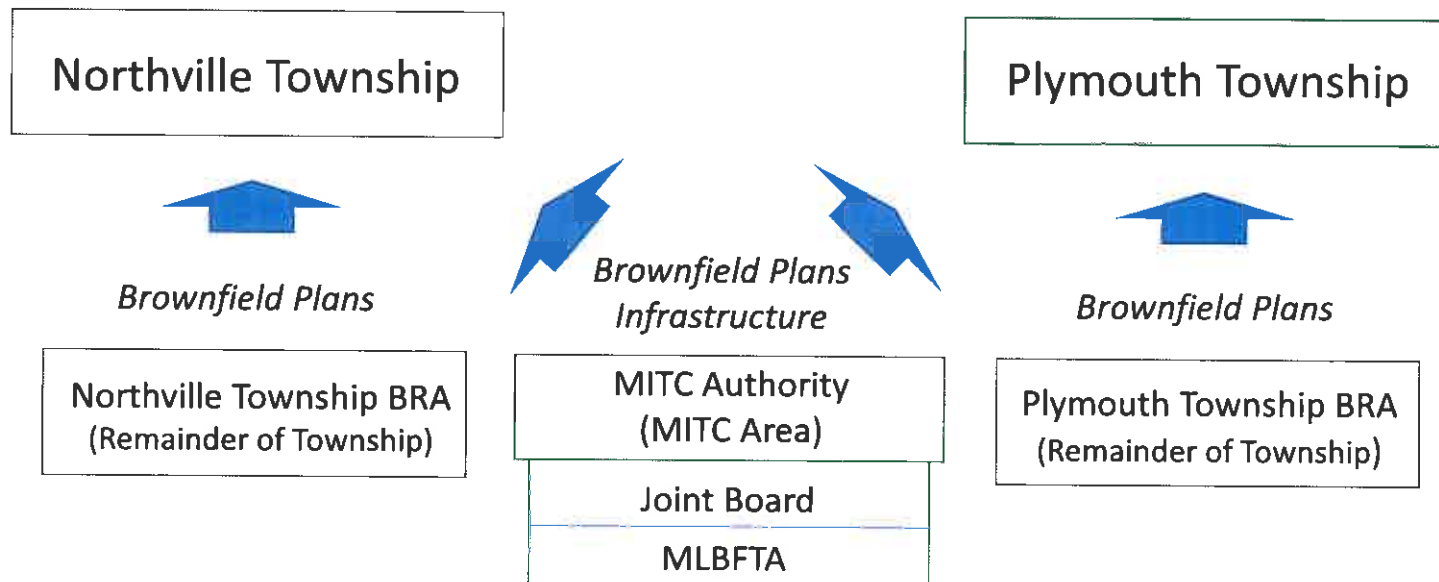 Northville Township
Plymouth Township
Brownfield Plans
Brownfield Plans
Infrastructure
Brownfield Plans
Northville Township BRA
(Remainder of Township)
MITC Authority
(MITC Area)
Joint Board
MLBFTA
Plymouth Township BRA
(Remainder of Township)